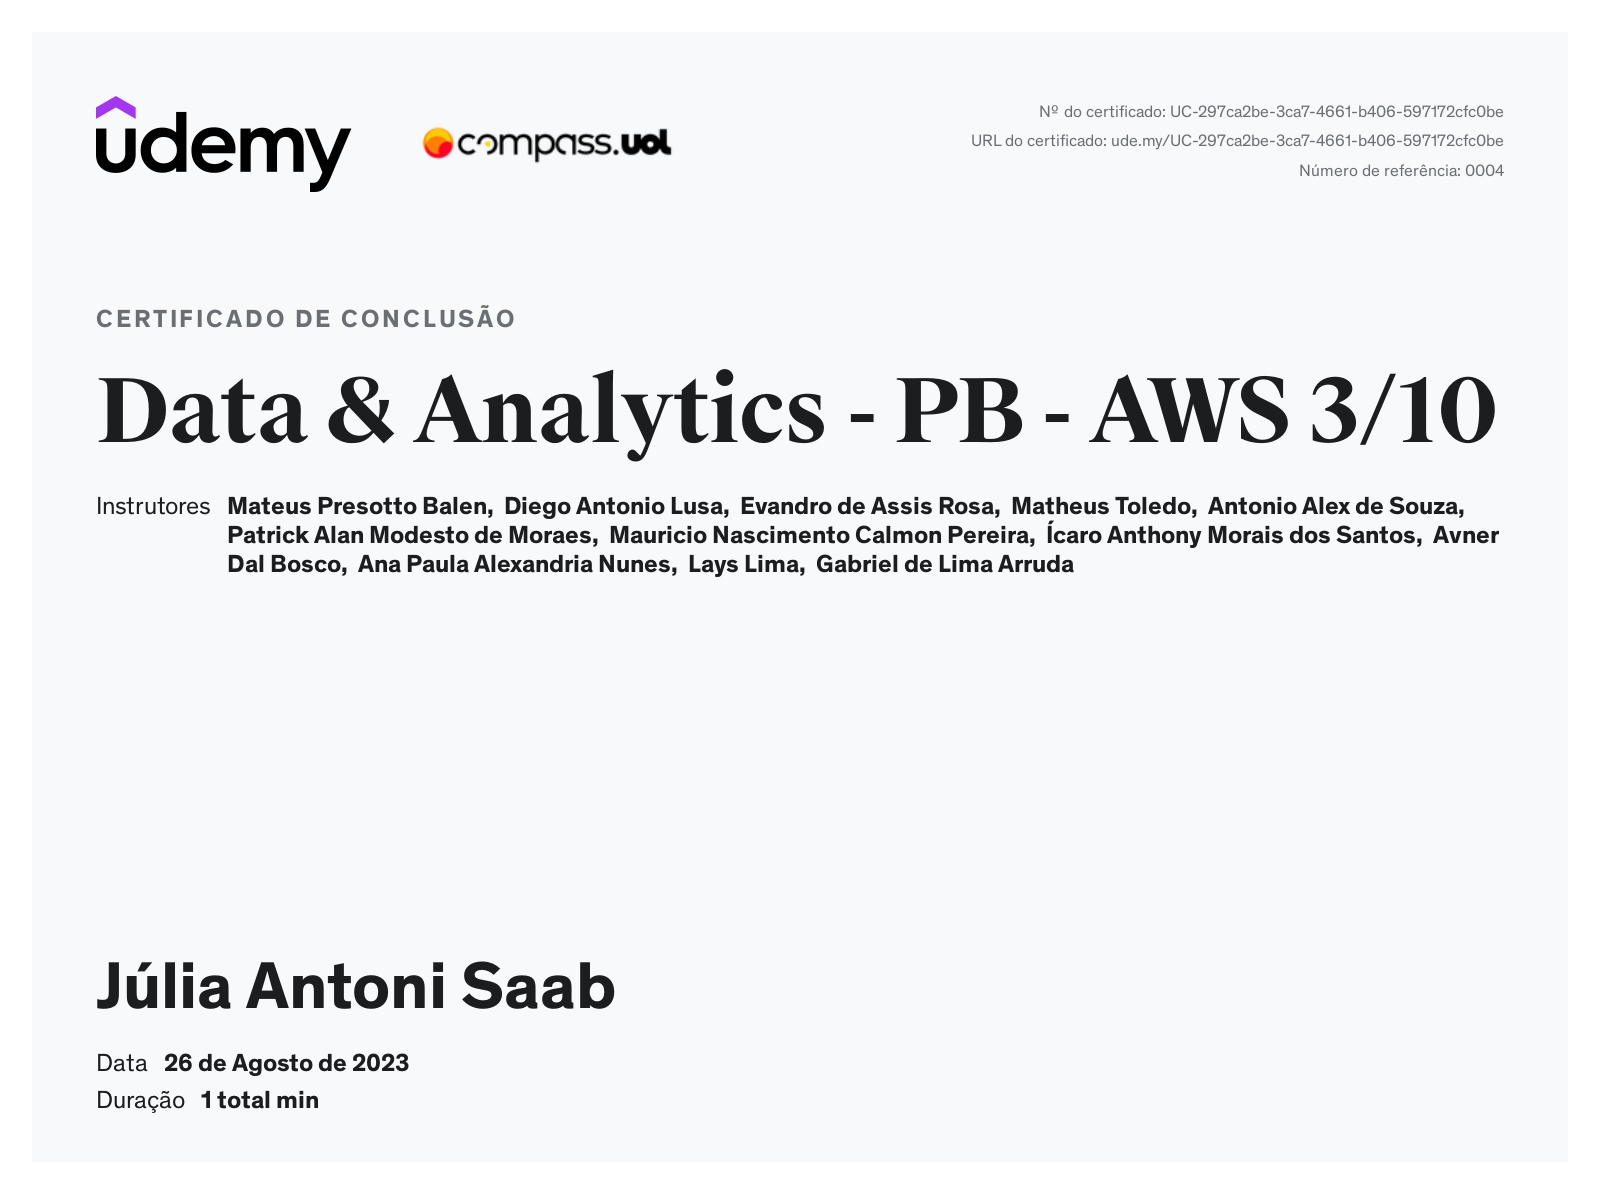 udemy
compass.uol
Nº do certificado: UC-297ca2be-3ca7-4661-b406-597172cfc0be
URL do certificado: ude.my/UC-297ca2be-3ca7-4661-b406-597172cfc0be
Número de referência: 0004
CERTIFICADO DE CONCLUSÃO
Data & Analytics - PB - AWS 3/10
Instrutores Mateus Presotto Balen, Diego Antonio Lusa, Evandro de Assis Rosa, Matheus Toledo, Antonio Alex de Souza,
Patrick Alan Modesto de Moraes, Mauricio Nascimento Calmon Pereira, Ícaro Anthony Morais dos Santos, Avner
Dal Bosco, Ana Paula Alexandria Nunes, Lays Lima, Gabriel de Lima Arruda
Júlia Antoni Saab
Data 26 de Agosto de 2023
Duração 1 total min